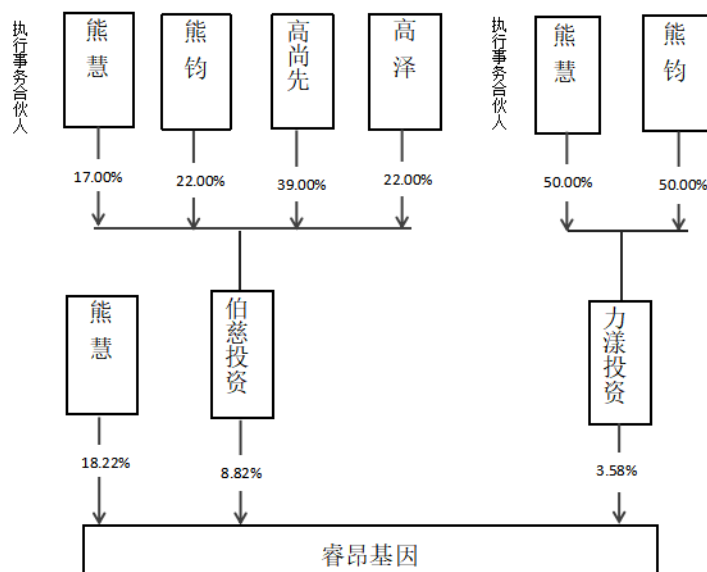 执行事务合伙人
熊慧
熊钧
高尚先
高泽
执行事务合伙人
熊慧
熊钧
17.00%
22.00%
39.00%
22.00%
50.00%
50.00%
熊慧
伯慈投资
力漾投资
18.22%
8.82%
3.58%
睿昂基因